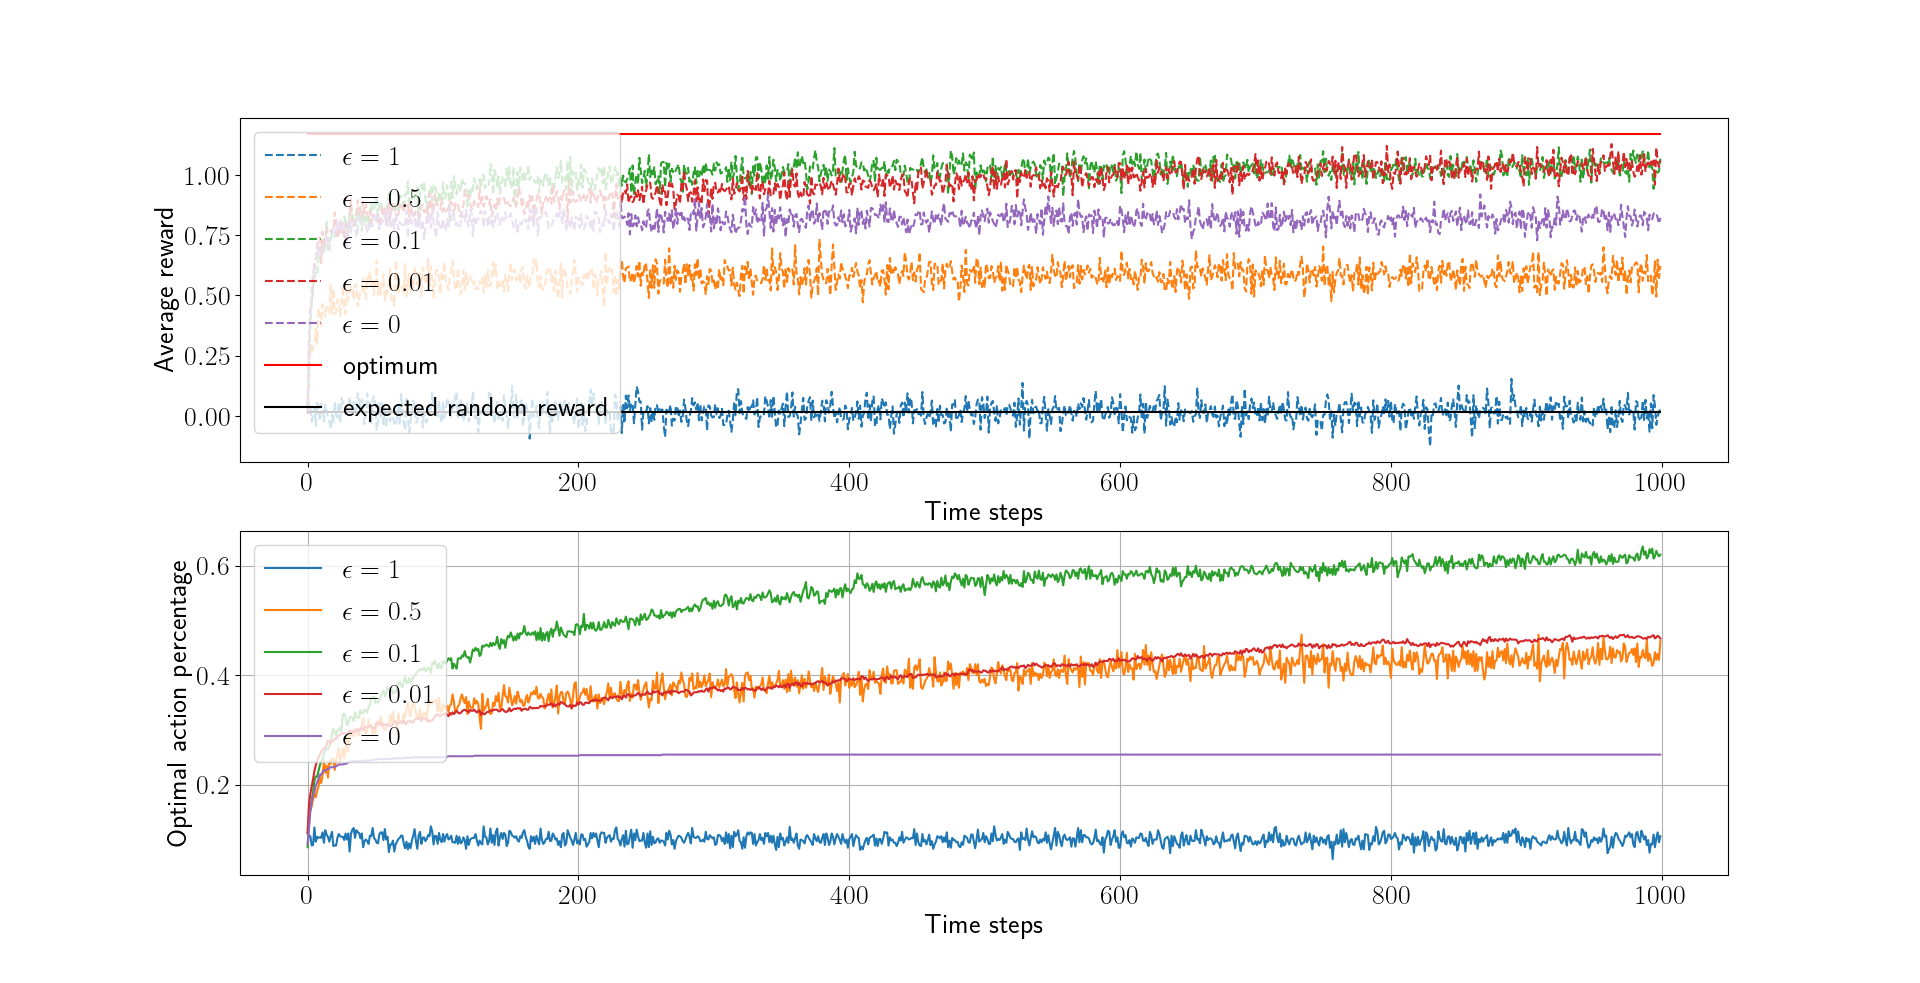 Average reward
1.00
0.75
0.50
0.25
0.00
ϵ = 1
ϵ = 0.5
ϵ = 0.1
ϵ = 0.01
ϵ = 0
optimum
expected random reward
0 200 400 600 800 1000
Time steps
Optimal action percentage
0.6
0.4
0.2
ϵ = 1
ϵ = 0.5
ϵ = 0.1
ϵ = 0.01
ϵ = 0
0 200 400 600 800 1000
Time steps